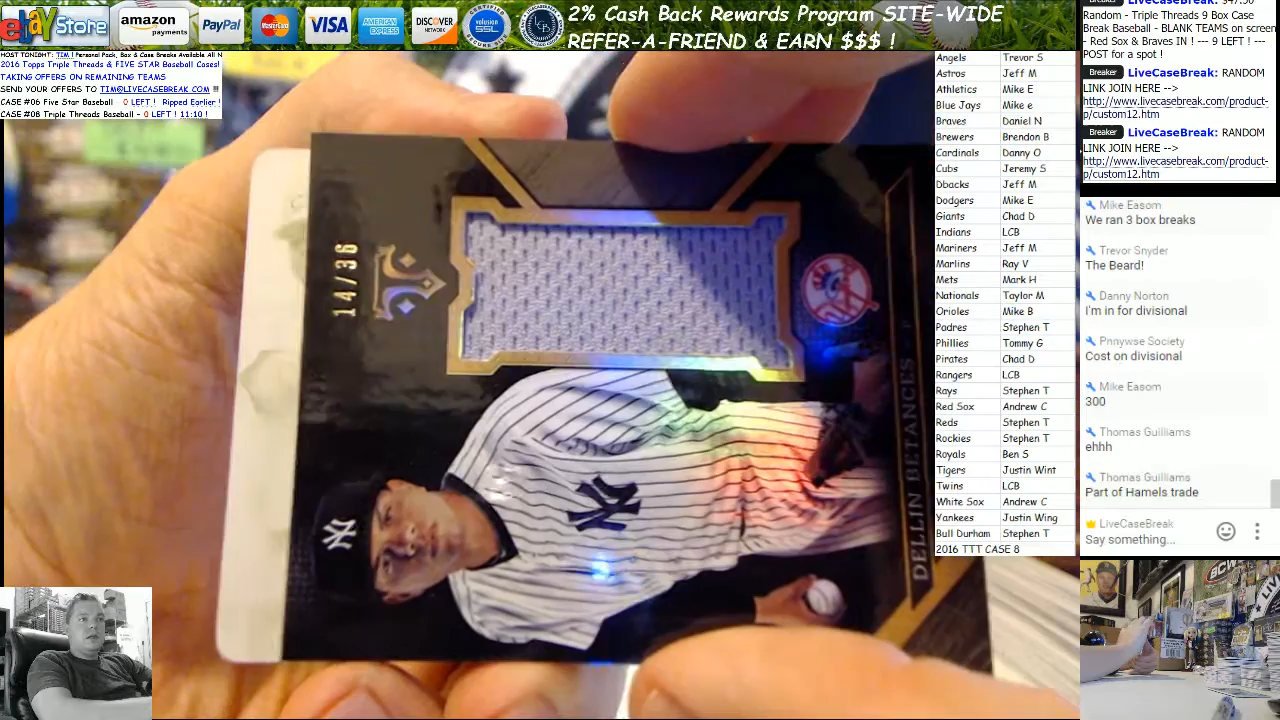 ebay Store
amazon
payments
PayPal
MasterCard
VISA
AMERICAN EXPRESS
DISCOVER
NETWORK
2% Cash Back Rewards Program SITE-WIDE
REFER-A-FRIEND & EARN $$$ !
HOST TONIGHT: TIM ! Personal Pack, Box & Case Breaks Available All N
2016 Topps Triple Threads & FIVE STAR Baseball Cases!
TAKING OFFERS ON REMAINING TEAMS
SEND YOUR OFFERS TO TIM@LIVECASEBREAK.COM !!!
CASE #06 Five Star Baseball 0 LEFT ! Ripped Earlier !
CASE #08 Triple Threads Baseball - 0 LEFT ! 11:10 !
14/36
DELLIN BETANCES - P
Angels Trevor S
Astros Jeff M
Athletics Mike E
Blue Jays Mike e
Braves Daniel N
Brewers Brendon B
Cardinals Danny O
Cubs Jeremy S
Dbacks Jeff M
Dodgers Mike E
Giants Chad D
Indians LCB
Mariners Jeff M
Marlins Ray V
Mets Mark H
Nationals Taylor M
Orioles Mike B
Padres Stephen T
Phillies Tommy G
Pirates Chad D
Rangers LCB
Rays Stephen T
Red Sox Andrew C
Reds Stephen T
Rockies Stephen T
Royals Ben S
Tigers Justin Wint
Twins LCB
White Sox Andrew C
Yankees Justin Wing
Bull Durham Stephen T
2016 TTT CASE 8
Random - Triple Threads 9 Box Case
Break Baseball - BLANK TEAMS on screen
- Red Sox & Braves IN ! --- 9 LEFT ! ---
POST for a spot !
Breaker LiveCaseBreak: RANDOM
LINK JOIN HERE -->
http://www.livecasebreak.com/product-
p/custom12.htm
Breaker LiveCaseBreak: RANDOM
LINK JOIN HERE -->
http://www.livecasebreak.com/product-
p/custom12.htm
Mike Easom
We ran 3 box breaks
Trevor Snyder
The Beard!
Danny Norton
I'm in for divisional
Pnnywse Society
Cost on divisional
Mike Easom
300
Thomas Guilliams
ehhh
Thomas Guilliams
Part of Hamels trade
LiveCaseBreak
Say something...